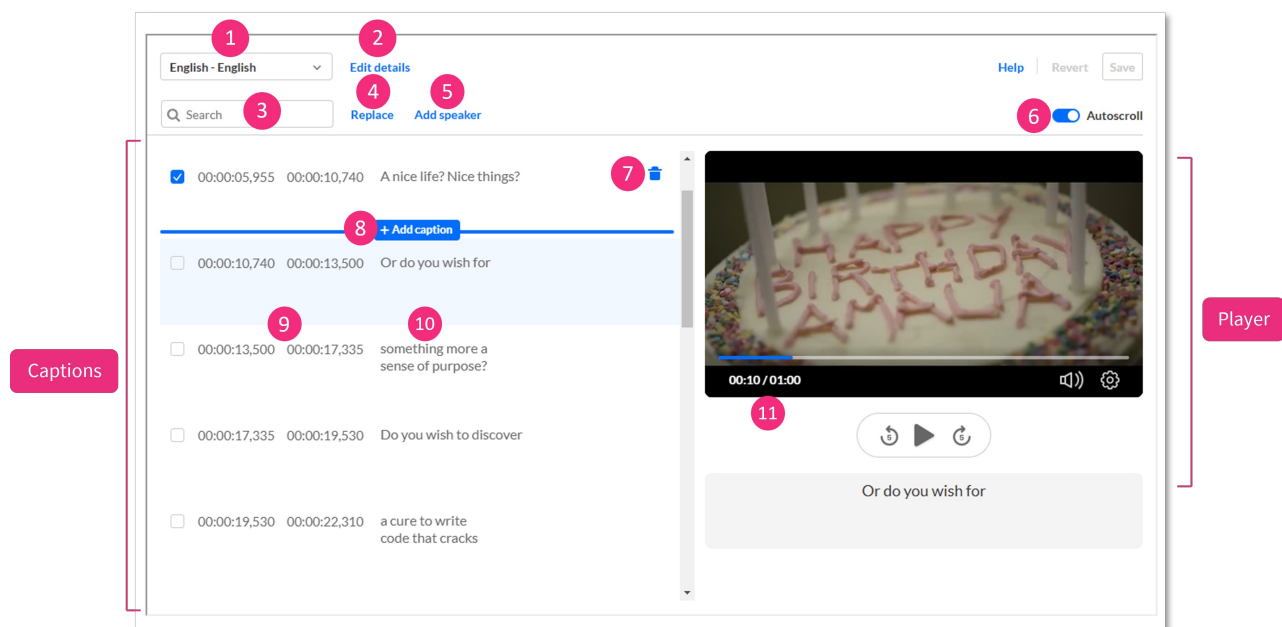 1
2
English - English
Edit details
Help
Revert
Save
3
4
5
6
Search
Replace
Add speaker
Autoscroll
Captions
Player
00:00:05,955 00:00:10,740 A nice life? Nice things?
7
8
+ Add caption
00:00:10,740 00:00:13,500 Or do you wish for
9
10
00:00:13,500 00:00:17,335 something more a
sense of purpose?
00:00:17,335 00:00:19,530 Do you wish to discover
00:00:19,530 00:00:22,310 a cure to write
code that cracks
HAPPY
BIRTHDAY
AMALIA
00:10 / 01:00
11
5
5
Or do you wish for